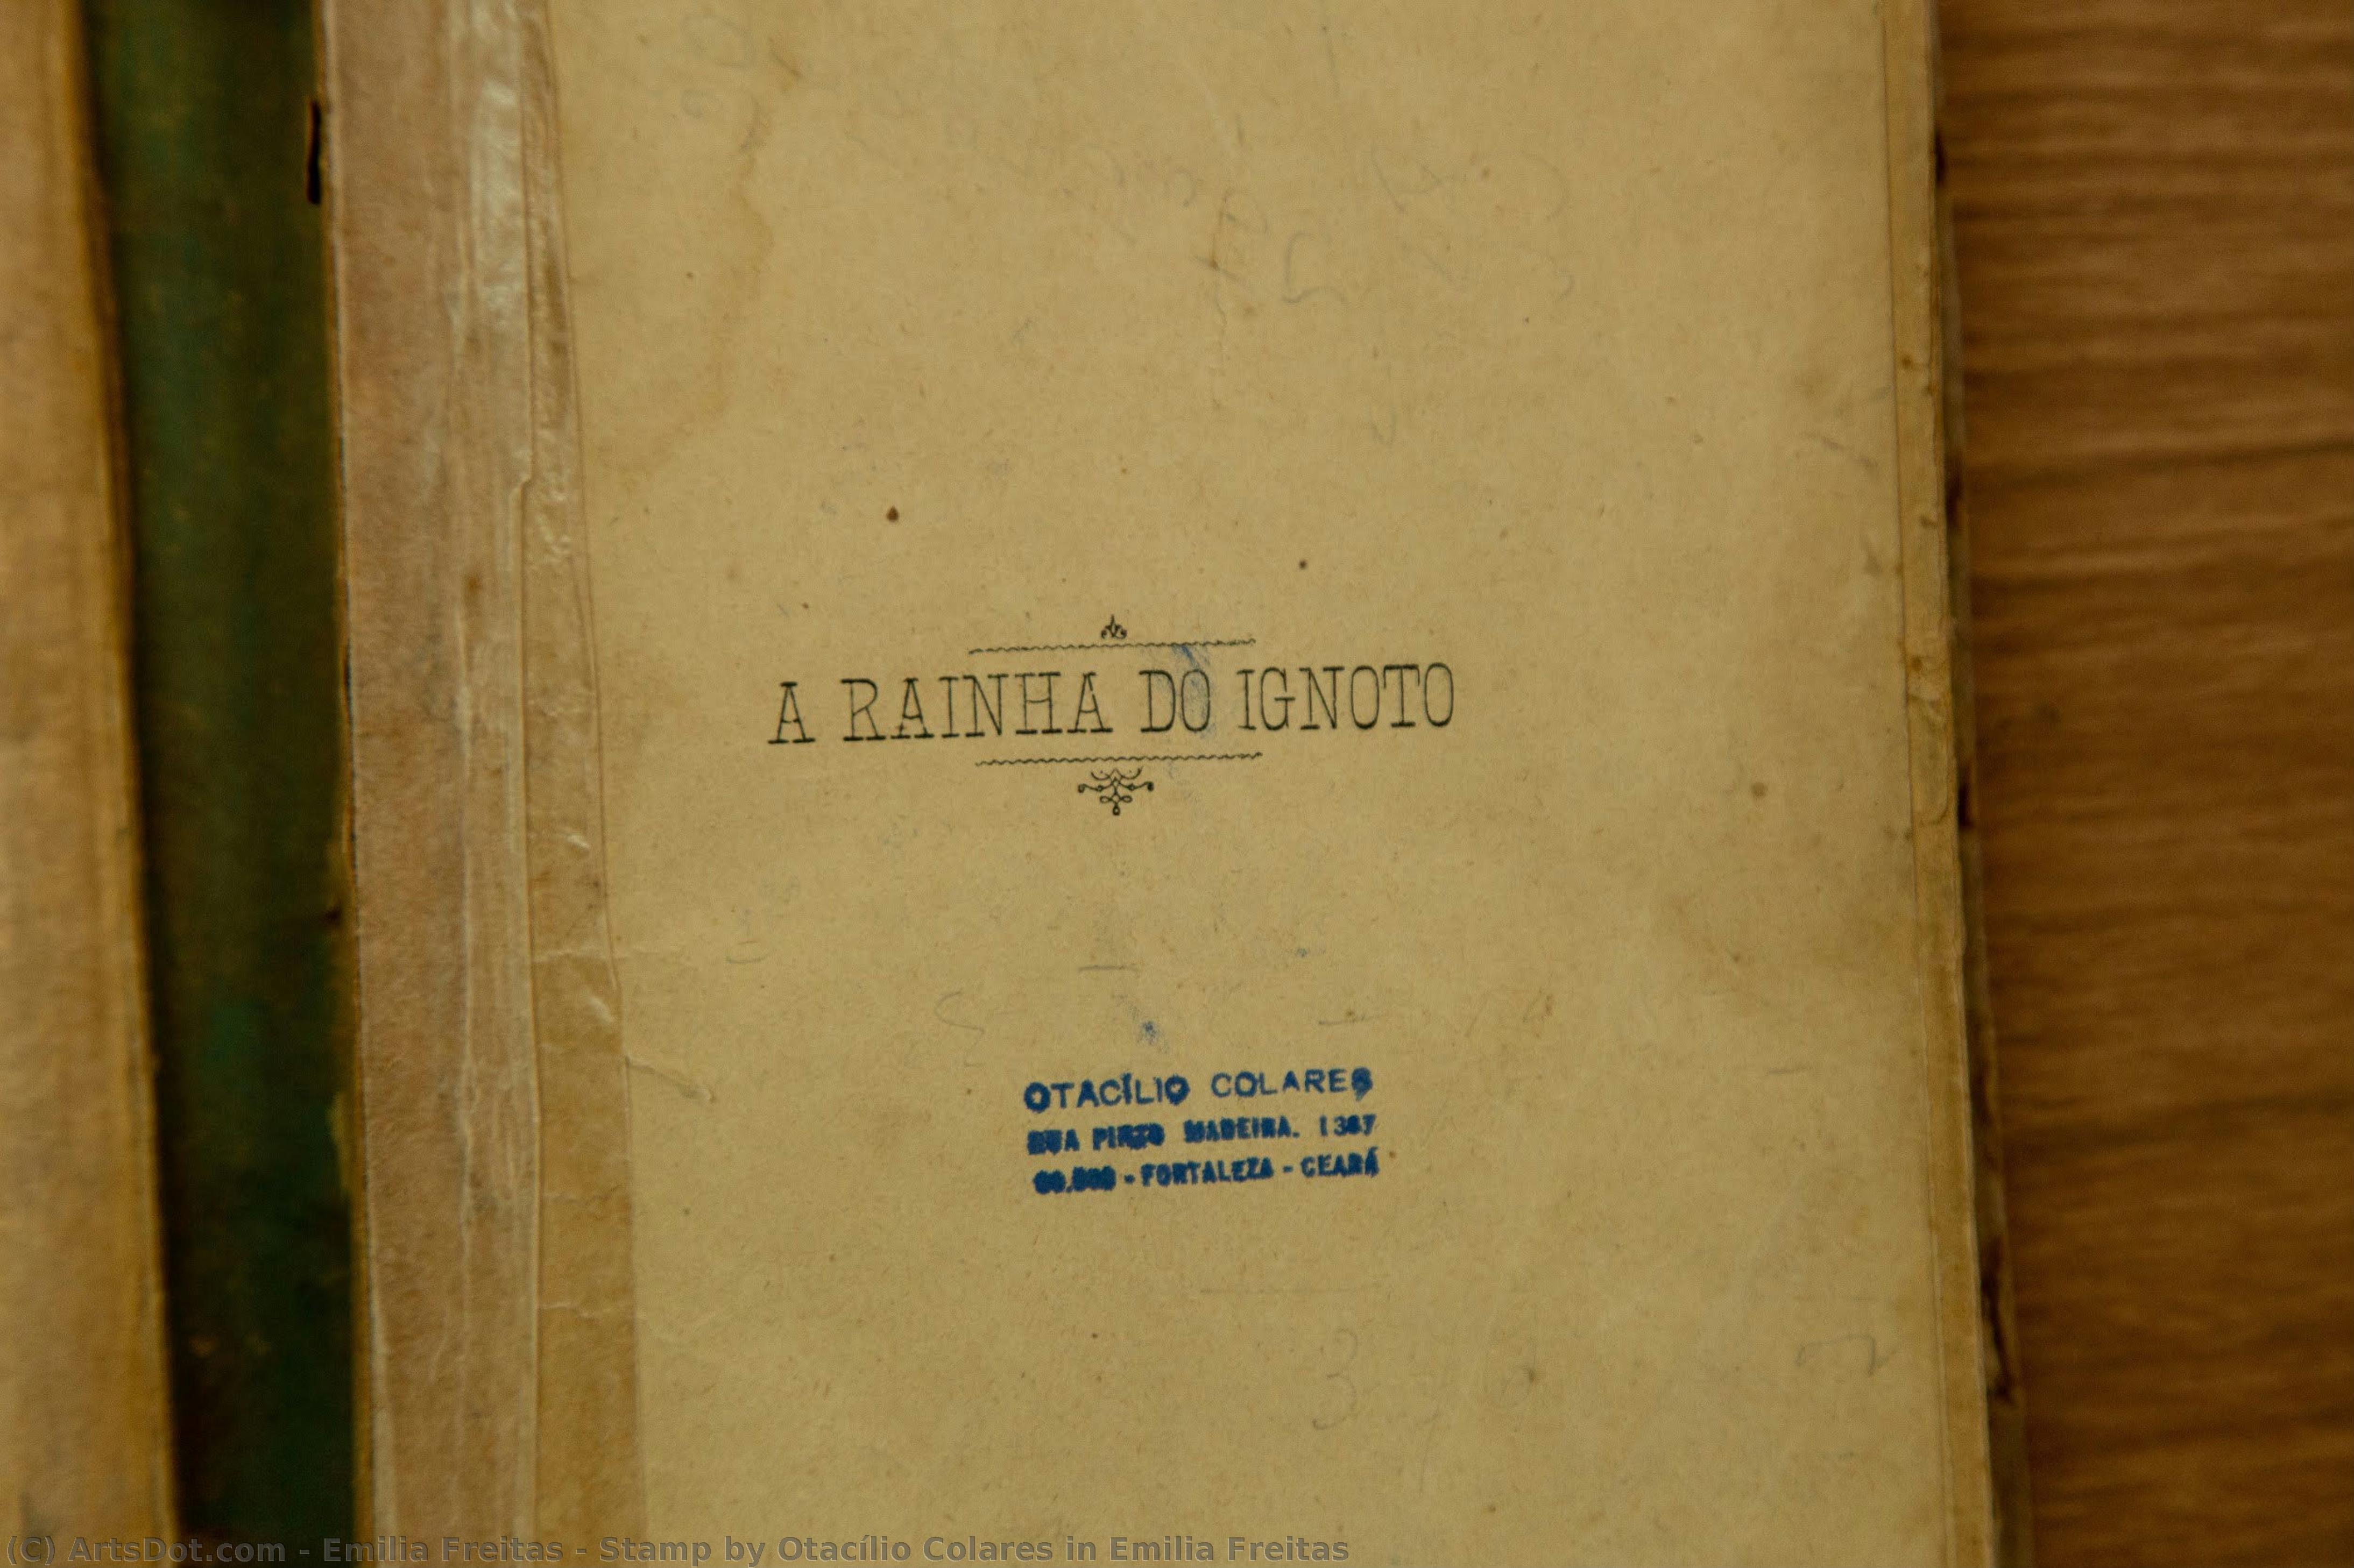 A RAINHA DO IGNOTO
OTACÍLIO COLARES
RUA PINTO MADEIRA. 1387
FORTALEZA - CEARÁ
(C) ArtsDot.com - Emilia Freitas - Stamp by Otacílio Colares in Emilia Freitas